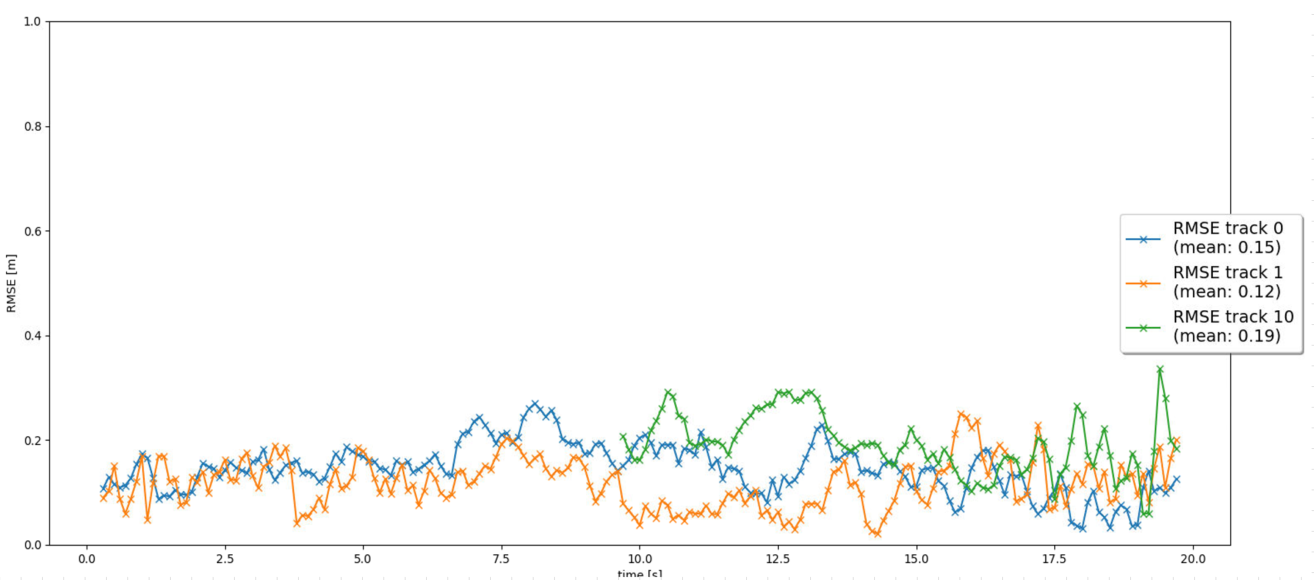 1.0
0.8
0.6
0.4
0.2
0.0
RMSE [m]
RMSE track 0
(mean: 0.15)
RMSE track 1
(mean: 0.12)
RMSE track 10
(mean: 0.19)
0.0 2.5 5.0 7.5 10.0 12.5 15.0 17.5 20.0
time [s]